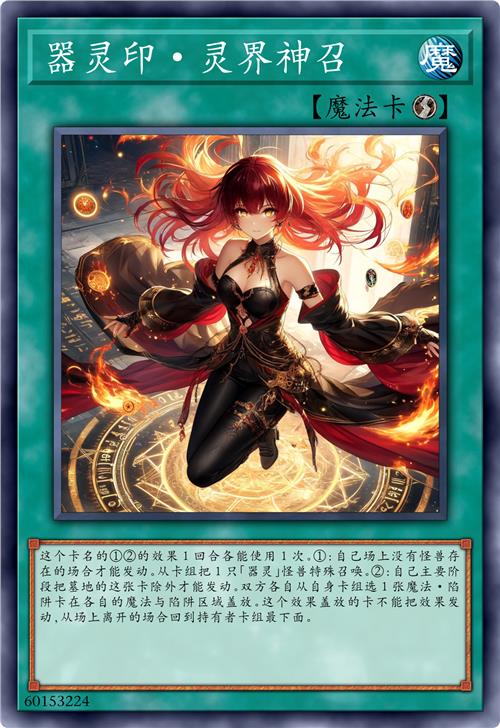 器灵印·灵界神召
魔
【魔法卡】
这个卡名的①②的效果1回合各能使用1次。①:自己场上没有怪兽存
在的场合才能发动。从卡组把1只「器灵」怪兽特殊召唤。②:自己主要阶
段把墓地的这张卡除外才能发动。双方各自从自身卡组选1张魔法·陷
阱卡在各自的魔法与陷阱区域盖放。这个效果盖放的卡不能把效果发
动,从场上离开的场合回到持有者卡组最下面。
60153224